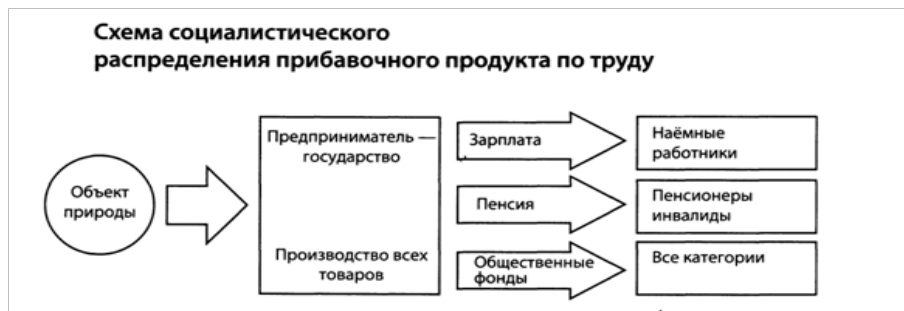 Схема социалистического
распределения прибавочного продукта по труду
Объект
природы
Предприниматель —
государство
Производство всех
товаров
Зарплата
Наёмные
работники
Пенсия
Пенсионеры
инвалиды
Общественные
фонды
Все категории